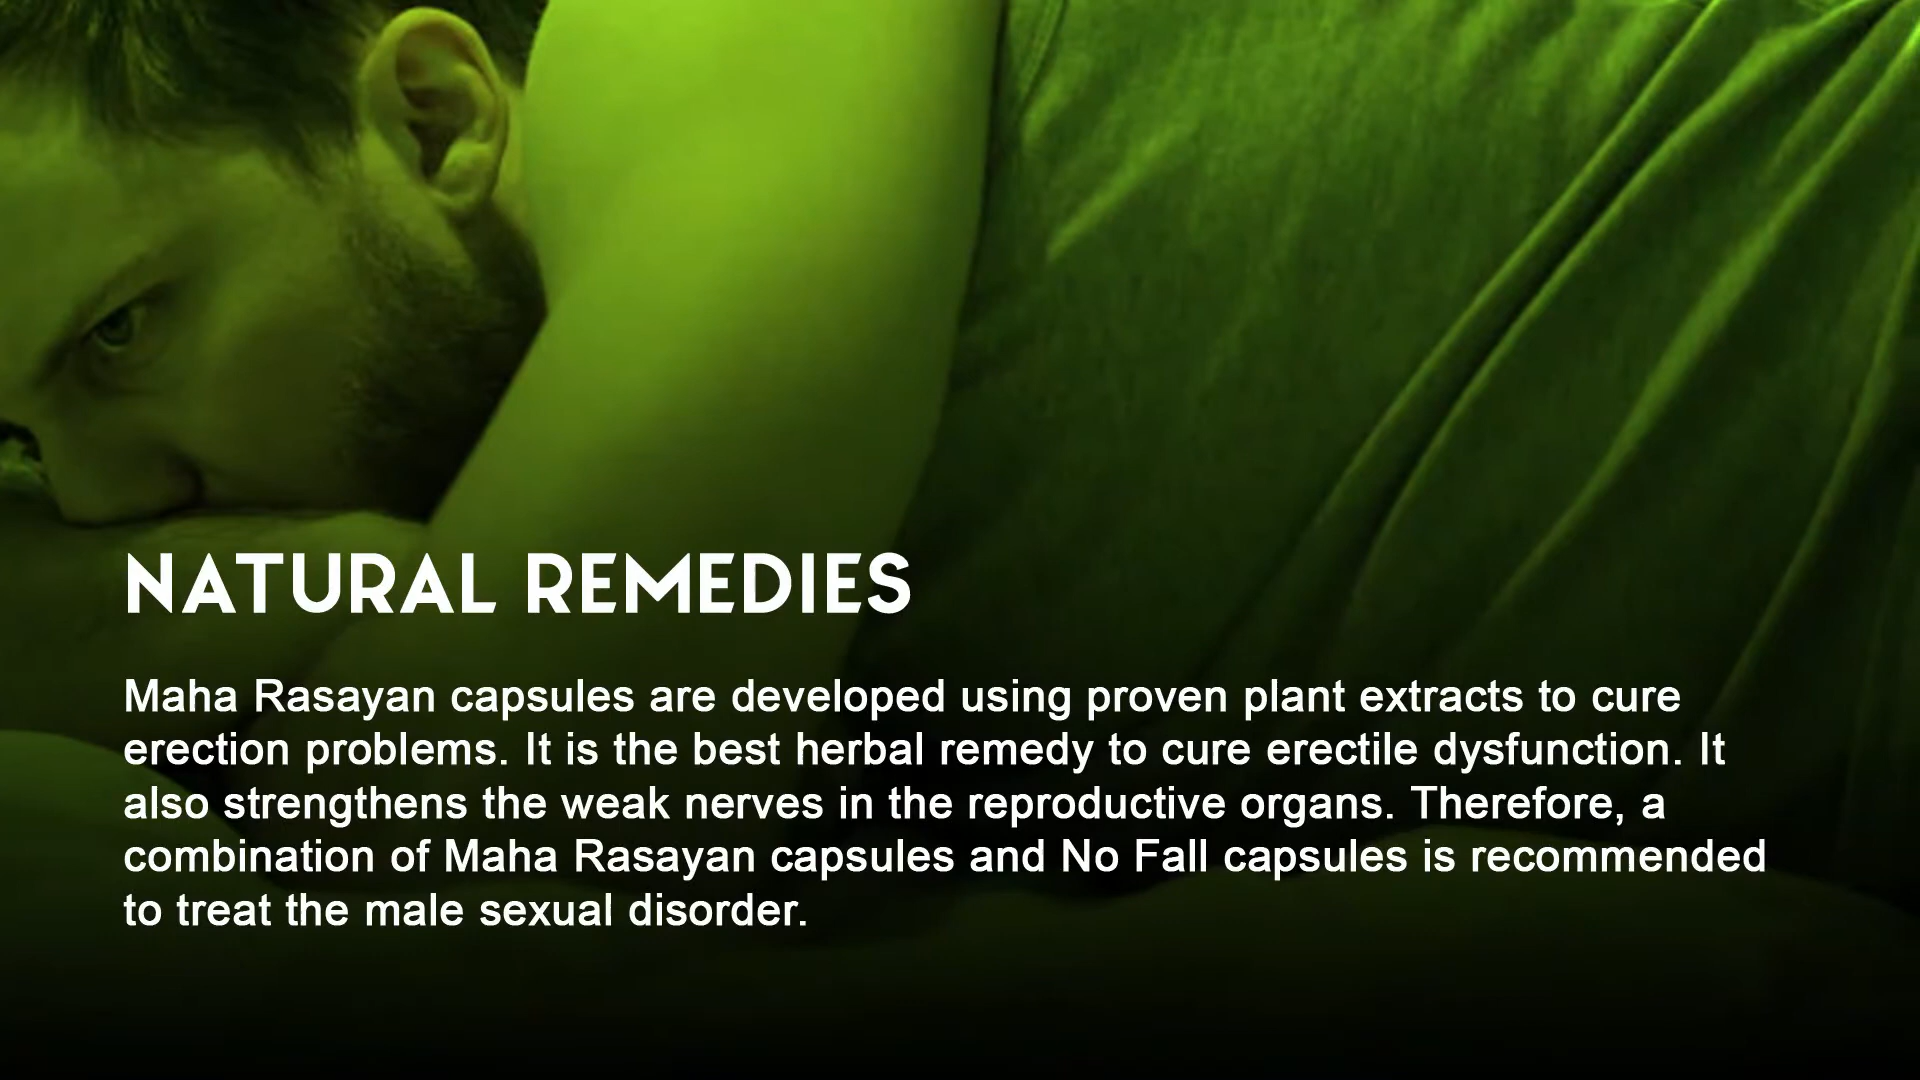 NATURAL REMEDIES
Maha Rasayan capsules are developed using proven plant extracts to cure
erection problems. It is the best herbal remedy to cure erectile dysfunction. It
also strengthens the weak nerves in the reproductive organs. Therefore, a
combination of Maha Rasayan capsules and No Fall capsules is recommended
to treat the male sexual disorder.